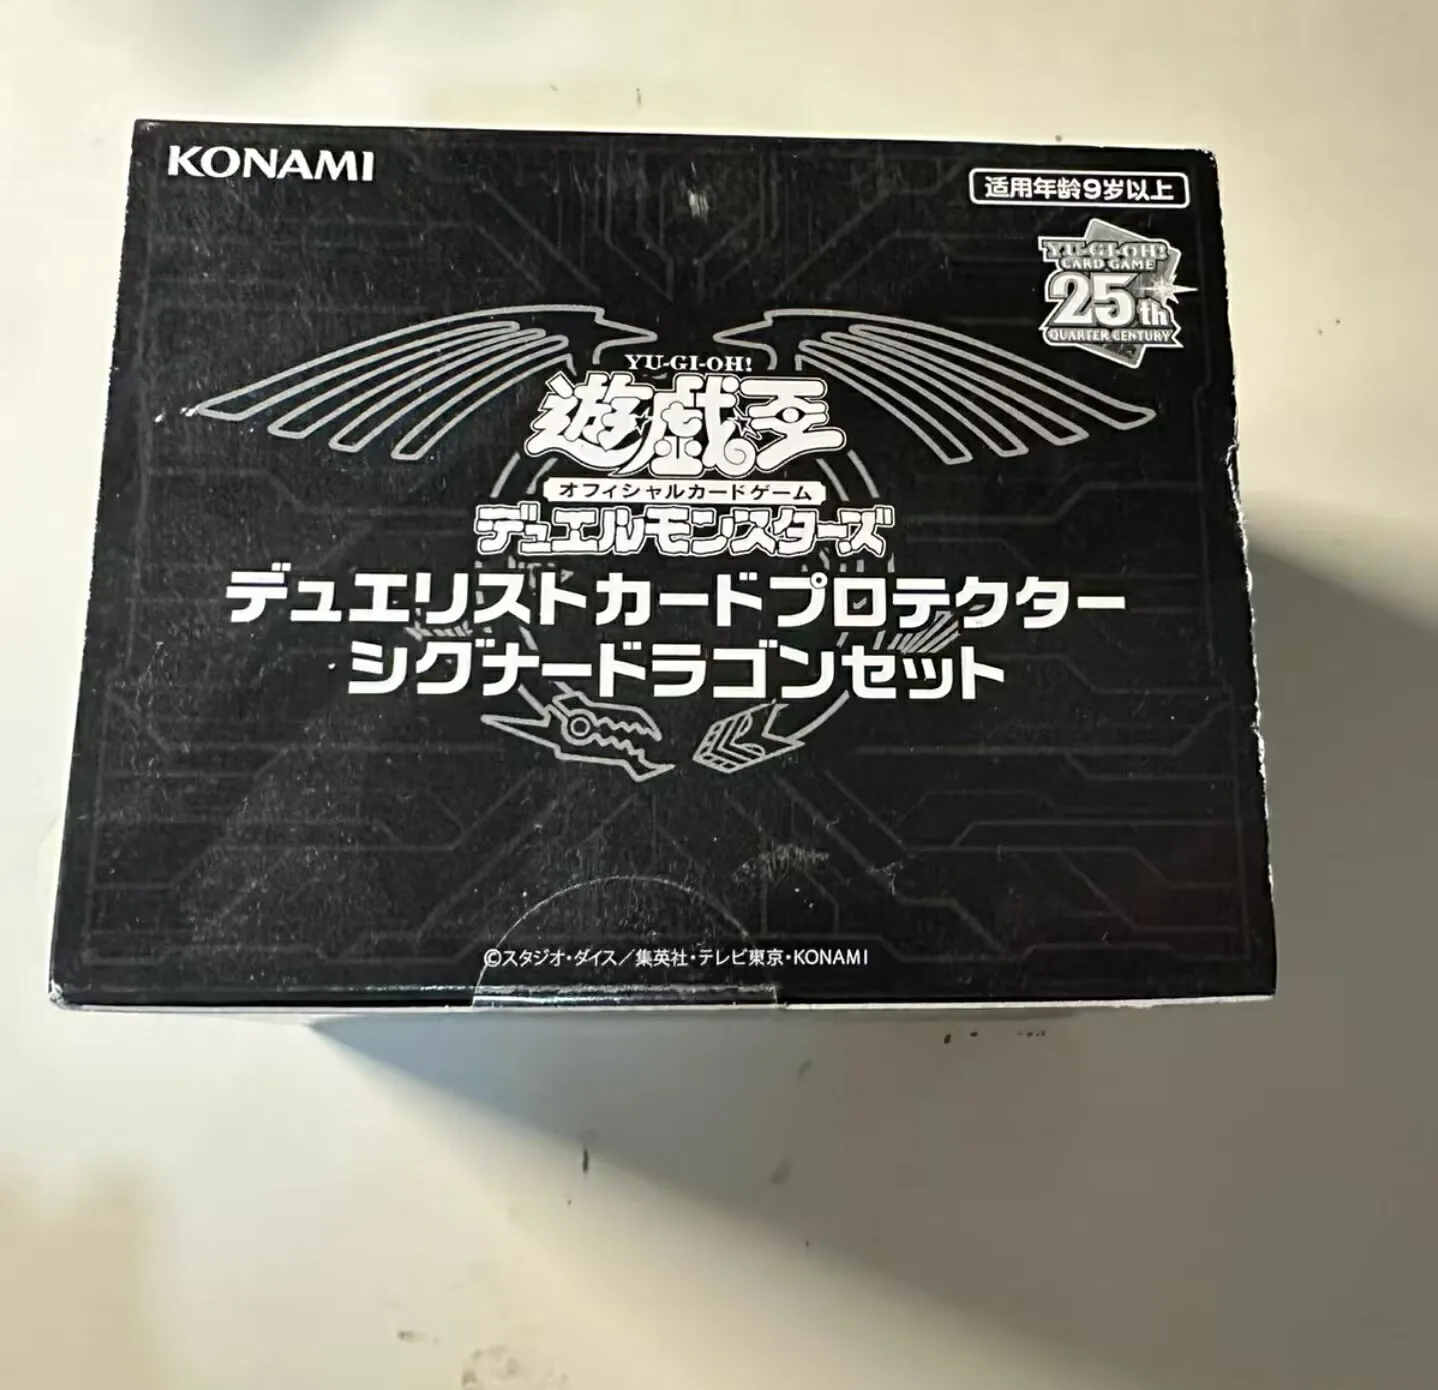 KONAMI
适用年龄9岁以上
YU-GI-OH!
CARD GAME
25th
QUARTER CENTURY
YU-GI-OH!
遊戯王
オフィシャルカードゲーム
デュエルモンスターズ
デュエリストカードプロテクター
シグナードラゴンセット
©スタジオ・ダイス／集英社・テレビ東京・KONAMI